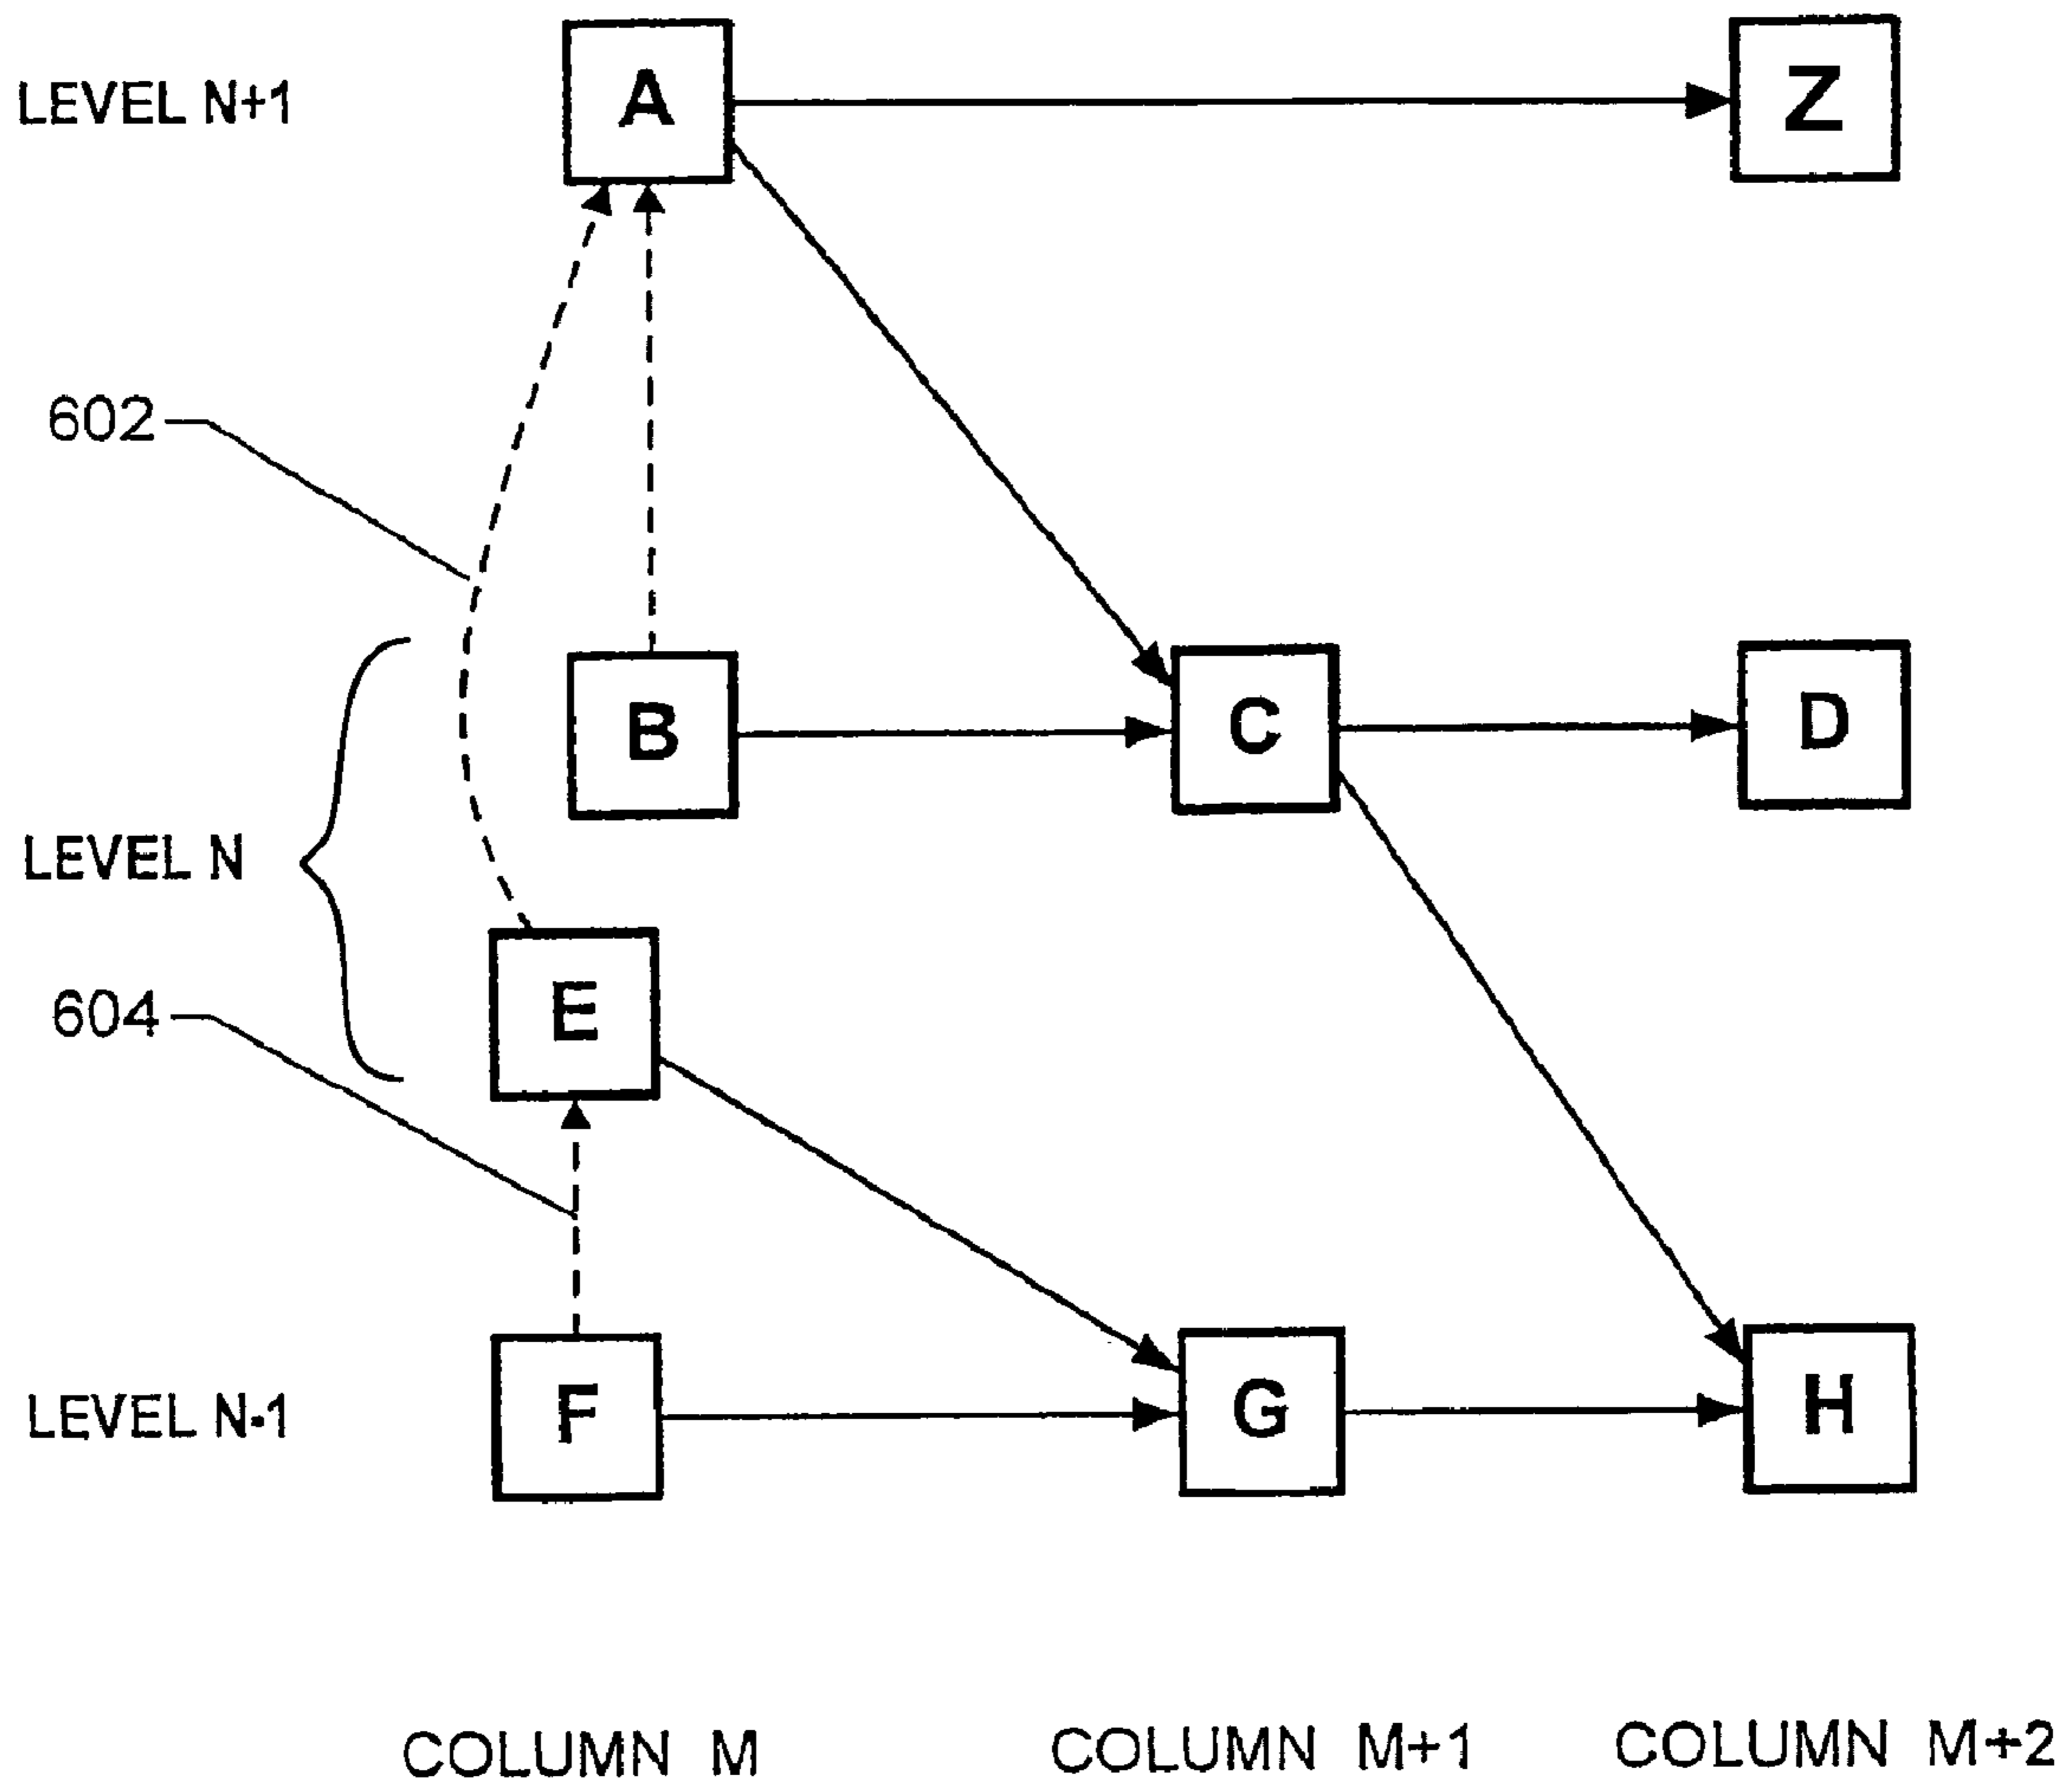 LEVEL N+1 A Z
602
B C D
LEVEL N
E
604
LEVEL N-1 F G H
COLUMN M COLUMN M+1 COLUMN M+2